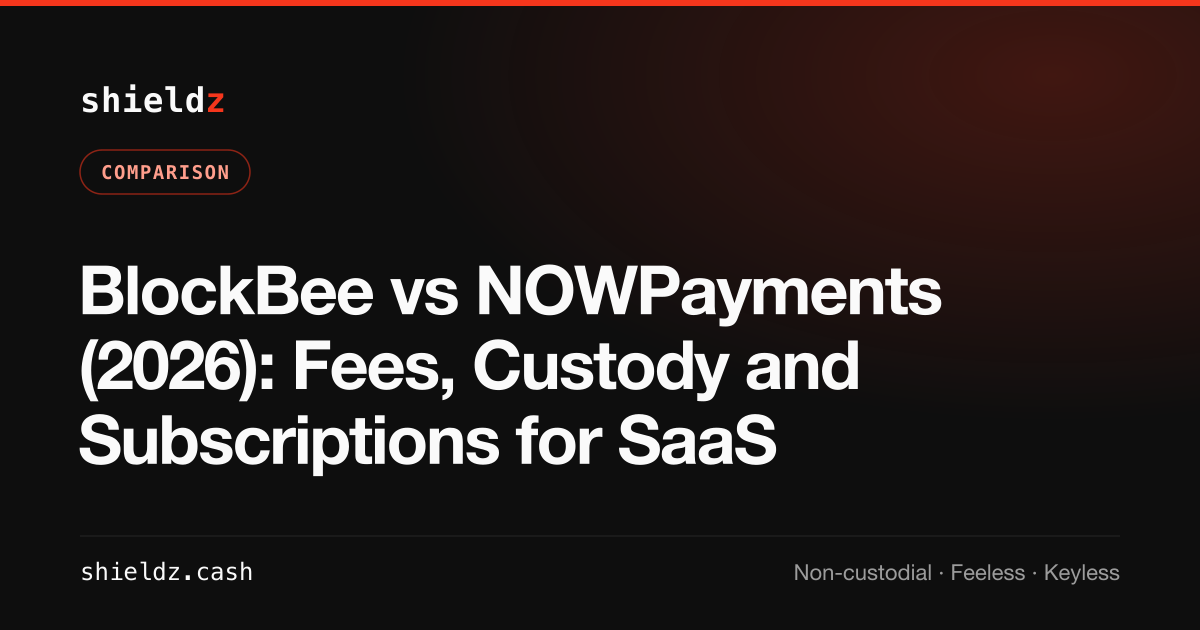 shieldz
COMPARISON
BlockBee vs NOWPayments
(2026): Fees, Custody and
Subscriptions for SaaS
shieldz.cash
Non-custodial · Feeless · Keyless